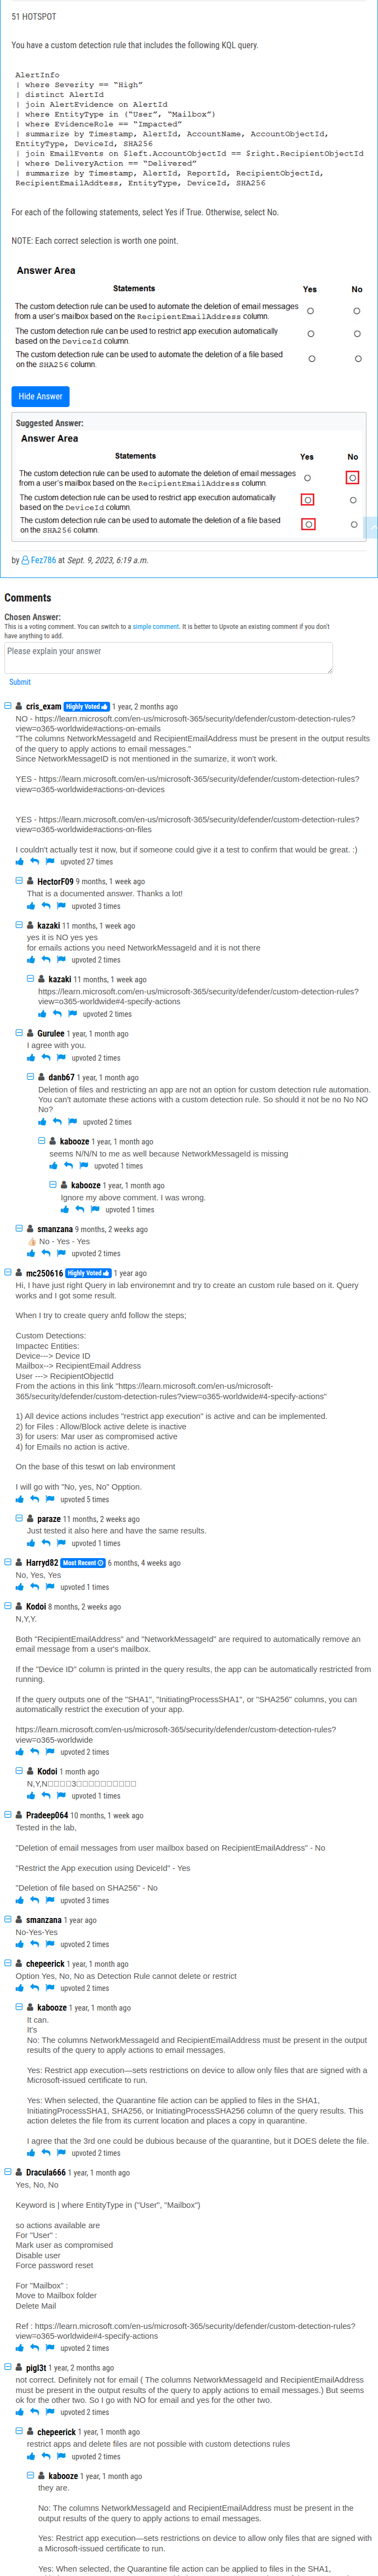 51 HOTSPOT
You have a custom detection rule that includes the following KQL query.
AlertInfo
| where Severity == “High”
| distinct AlertId
| join AlertEvidence on AlertId
| where EntityType in (“User”, “Mailbox”)
| where EvidenceRole == “Impacted”
| summarize by Timestamp, AlertId, AccountName, AccountObjectId,
EntityType, DeviceId, SHA256
| join EmailEvents on $left.AccountObjectId == $right.RecipientObjectId
| where DeliveryAction == “Delivered”
| summarize by Timestamp, AlertId, ReportId, RecipientObjectId,
RecipientEmailAddtess, EntityType, DeviceId, SHA256
For each of the following statements, select Yes if True. Otherwise, select No.
NOTE: Each correct selection is worth one point.
Answer Area
Statements Yes No
The custom detection rule can be used to automate the deletion of email messages
from a user's mailbox based on the RecipientEmailAddress column.
The custom detection rule can be used to restrict app execution automatically
based on the DeviceId column.
The custom detection rule can be used to automate the deletion of a file based
on the SHA256 column.
Hide Answer
Suggested Answer:
Answer Area
Statements Yes No
The custom detection rule can be used to automate the deletion of email messages
from a user's mailbox based on the RecipientEmailAddress column.
The custom detection rule can be used to restrict app execution automatically
based on the DeviceId column.
The custom detection rule can be used to automate the deletion of a file based
on the SHA256 column.
by Fez786 at Sept. 9, 2023, 6:19 a.m.
Comments
Chosen Answer:
This is a voting comment. You can switch to a simple comment. It is better to Upvote an existing comment if you don't
have anything to add.
Please explain your answer
Submit
cris_exam Highly Voted 1 year, 2 months ago
NO - https://learn.microsoft.com/en-us/microsoft-365/security/defender/custom-detection-rules?
view=o365-worldwide#actions-on-emails
"The columns NetworkMessageId and RecipientEmailAddress must be present in the output results
of the query to apply actions to email messages."
Since NetworkMessageID is not mentioned in the sumarize, it won't work.
YES - https://learn.microsoft.com/en-us/microsoft-365/security/defender/custom-detection-rules?
view=o365-worldwide#actions-on-devices
YES - https://learn.microsoft.com/en-us/microsoft-365/security/defender/custom-detection-rules?
view=o365-worldwide#actions-on-files
I couldn't actually test it now, but if someone could give it a test to confirm that would be great. :)
upvoted 27 times
HectorF09 9 months, 1 week ago
That is a documented answer. Thanks a lot!
upvoted 3 times
kazaki 11 months, 1 week ago
yes it is NO yes yes
for emails actions you need NetworkMessageId and it is not there
upvoted 2 times
kazaki 11 months, 1 week ago
https://learn.microsoft.com/en-us/microsoft-365/security/defender/custom-detection-rules?
view=o365-worldwide#4-specify-actions
upvoted 2 times
Gurulee 1 year, 1 month ago
I agree with you.
upvoted 2 times
danb67 1 year, 1 month ago
Deletion of files and restricting an app are not an option for custom detection rule automation.
You can't automate these actions with a custom detection rule. So should it not be no No NO
No?
upvoted 2 times
kabooze 1 year, 1 month ago
seems N/N/N to me as well because NetworkMessageId is missing
upvoted 1 times
kabooze 1 year, 1 month ago
Ignore my above comment. I was wrong.
upvoted 1 times
smanzana 9 months, 2 weeks ago
👍🏻 No - Yes - Yes
upvoted 2 times
mc250616 Highly Voted 1 year ago
Hi, I have just right Query in lab environemnt and try to create an custom rule based on it. Query
works and I got some result.
When I try to create query anfd follow the steps;
Custom Detections:
Impactec Entities:
Device---> Device ID
Mailbox--> RecipientEmail Address
User ---> RecipientObjectId
From the actions in this link "https://learn.microsoft.com/en-us/microsoft-
365/security/defender/custom-detection-rules?view=o365-worldwide#4-specify-actions"
1) All device actions includes "restrict app execution" is active and can be implemented.
2) for Files : Allow/Block active delete is inactive
3) for users: Mar user as compromised active
4) for Emails no action is active.
On the base of this teswt on lab environment
I will go with "No, yes, No" Opption.
upvoted 5 times
paraze 11 months, 2 weeks ago
Just tested it also here and have the same results.
upvoted 1 times
Harryd82 Most Recent 6 months, 4 weeks ago
No, Yes, Yes
upvoted 1 times
Kodoi 8 months, 2 weeks ago
N,Y,Y.
Both "RecipientEmailAddress" and "NetworkMessageId" are required to automatically remove an
email message from a user's mailbox.
If the "Device ID" column is printed in the query results, the app can be automatically restricted from
running.
If the query outputs one of the "SHA1", "InitiatingProcessSHA1", or "SHA256" columns, you can
automatically restrict the execution of your app.
https://learn.microsoft.com/en-us/microsoft-365/security/defender/custom-detection-rules?
view=o365-worldwide
upvoted 2 times
Kodoi 1 month ago
N,Y,N
upvoted 1 times
Pradeep064 10 months, 1 week ago
Tested in the lab,
"Deletion of email messages from user mailbox based on RecipientEmailAddress" - No
"Restrict the App execution using DeviceId" - Yes
"Deletion of file based on SHA256" - No
upvoted 3 times
smanzana 1 year ago
No-Yes-Yes
upvoted 2 times
chepeerick 1 year, 1 month ago
Option Yes, No, No as Detection Rule cannot delete or restrict
upvoted 2 times
kabooze 1 year, 1 month ago
It can.
It's
No: The columns NetworkMessageId and RecipientEmailAddress must be present in the output
results of the query to apply actions to email messages.
Yes: Restrict app execution—sets restrictions on device to allow only files that are signed with a
Microsoft-issued certificate to run.
Yes: When selected, the Quarantine file action can be applied to files in the SHA1,
InitiatingProcessSHA1, SHA256, or InitiatingProcessSHA256 column of the query results. This
action deletes the file from its current location and places a copy in quarantine.
I agree that the 3rd one could be dubious because of the quarantine, but it DOES delete the file.
upvoted 2 times
Dracula666 1 year, 1 month ago
Yes, No, No
Keyword is | where EntityType in ("User", "Mailbox")
so actions available are
For "User" :
Mark user as compromised
Disable user
Force password reset
For "Mailbox" :
Move to Mailbox folder
Delete Mail
Ref : https://learn.microsoft.com/en-us/microsoft-365/security/defender/custom-detection-rules?
view=o365-worldwide#4-specify-actions
upvoted 2 times
pigl3t 1 year, 2 months ago
not correct. Definitely not for email ( The columns NetworkMessageId and RecipientEmailAddress
must be present in the output results of the query to apply actions to email messages.) But seems
ok for the other two. So I go with NO for email and yes for the other two.
upvoted 2 times
chepeerick 1 year, 1 month ago
restrict apps and delete files are not possible with custom detections rules
upvoted 2 times
kabooze 1 year, 1 month ago
they are.
No: The columns NetworkMessageId and RecipientEmailAddress must be present in the
output results of the query to apply actions to email messages.
Yes: Restrict app execution—sets restrictions on device to allow only files that are signed with
a Microsoft-issued certificate to run.
Yes: When selected, the Quarantine file action can be applied to files in the SHA1,